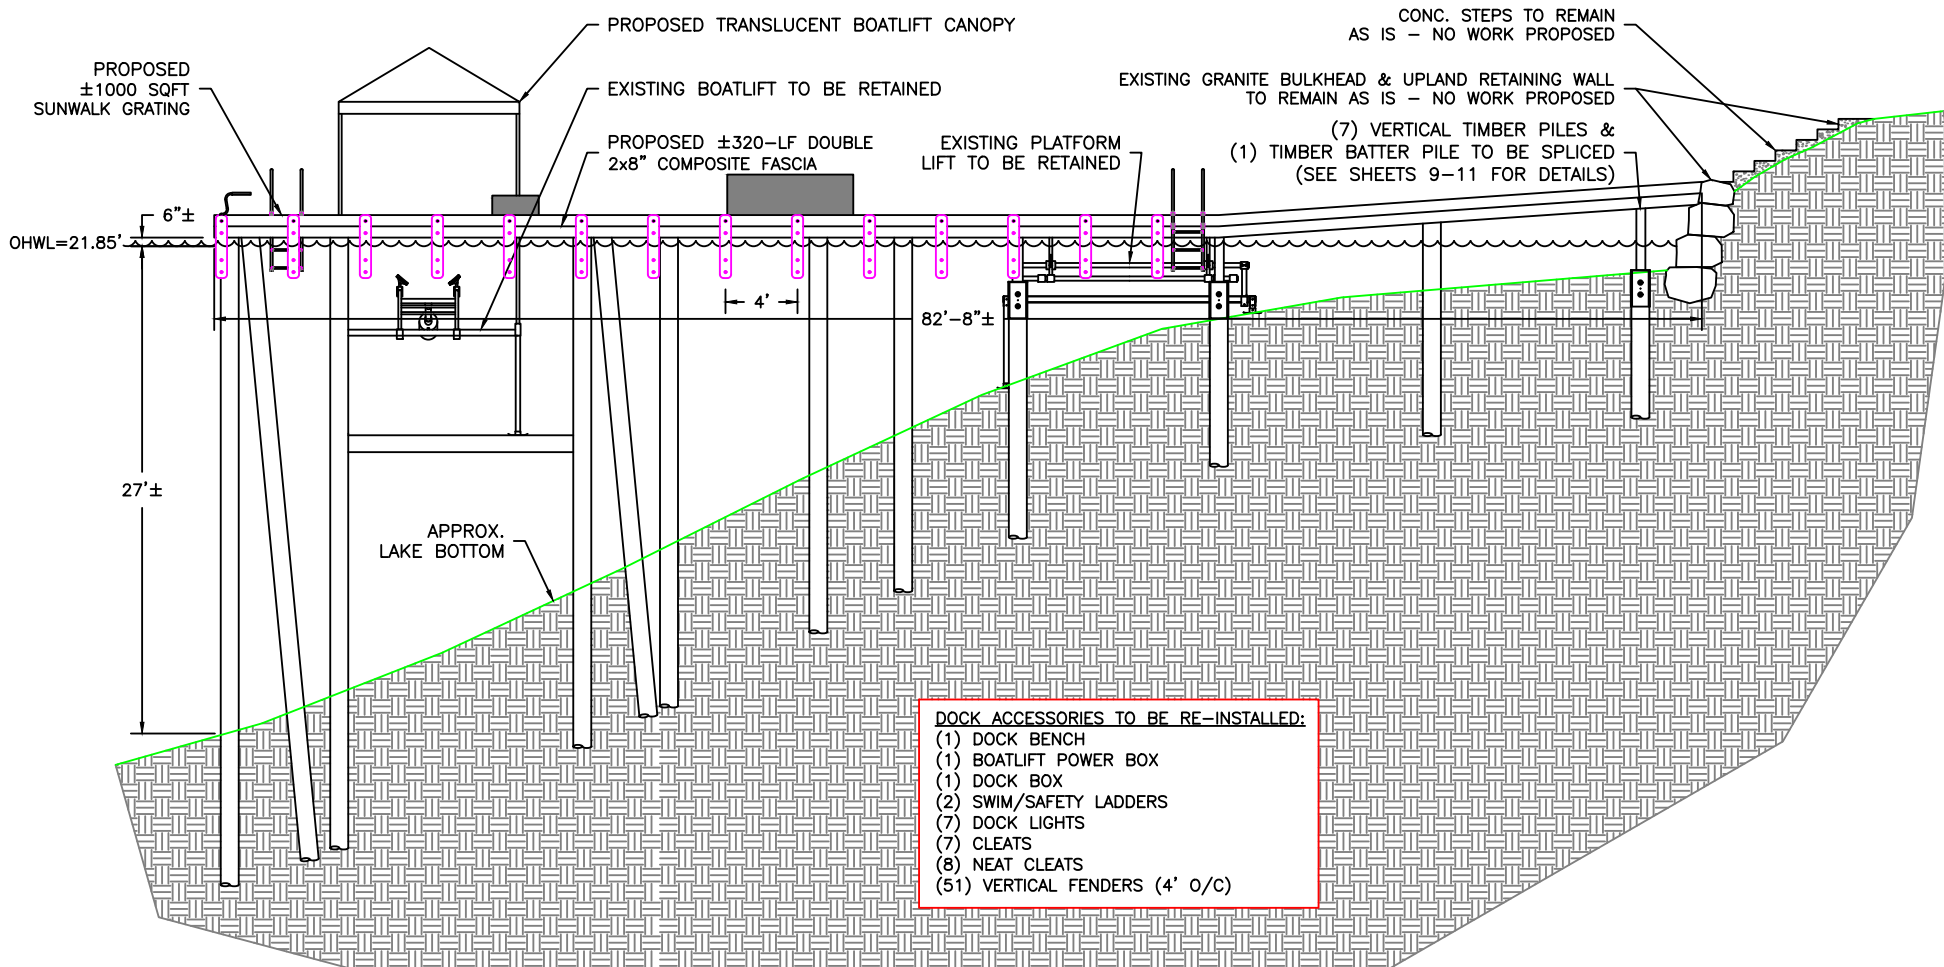 PROPOSED TRANSLUCENT BOATLIFT CANOPY
CONC. STEPS TO REMAIN
AS IS – NO WORK PROPOSED
PROPOSED
±1000 SQFT
SUNWALK GRATING
EXISTING BOATLIFT TO BE RETAINED
EXISTING GRANITE BULKHEAD & UPLAND RETAINING WALL
TO REMAIN AS IS – NO WORK PROPOSED
PROPOSED ±320–LF DOUBLE
2x8" COMPOSITE FASCIA
EXISTING PLATFORM
LIFT TO BE RETAINED
(7) VERTICAL TIMBER PILES &
(1) TIMBER BATTER PILE TO BE SPLICED
(SEE SHEETS 9–11 FOR DETAILS)
6"±
OHWL=21.85'
4'
82'–8"±
27'±
APPROX.
LAKE BOTTOM
DOCK ACCESSORIES TO BE RE–INSTALLED:
(1) DOCK BENCH
(1) BOATLIFT POWER BOX
(1) DOCK BOX
(2) SWIM/SAFETY LADDERS
(7) DOCK LIGHTS
(7) CLEATS
(8) NEAT CLEATS
(51) VERTICAL FENDERS (4' O/C)